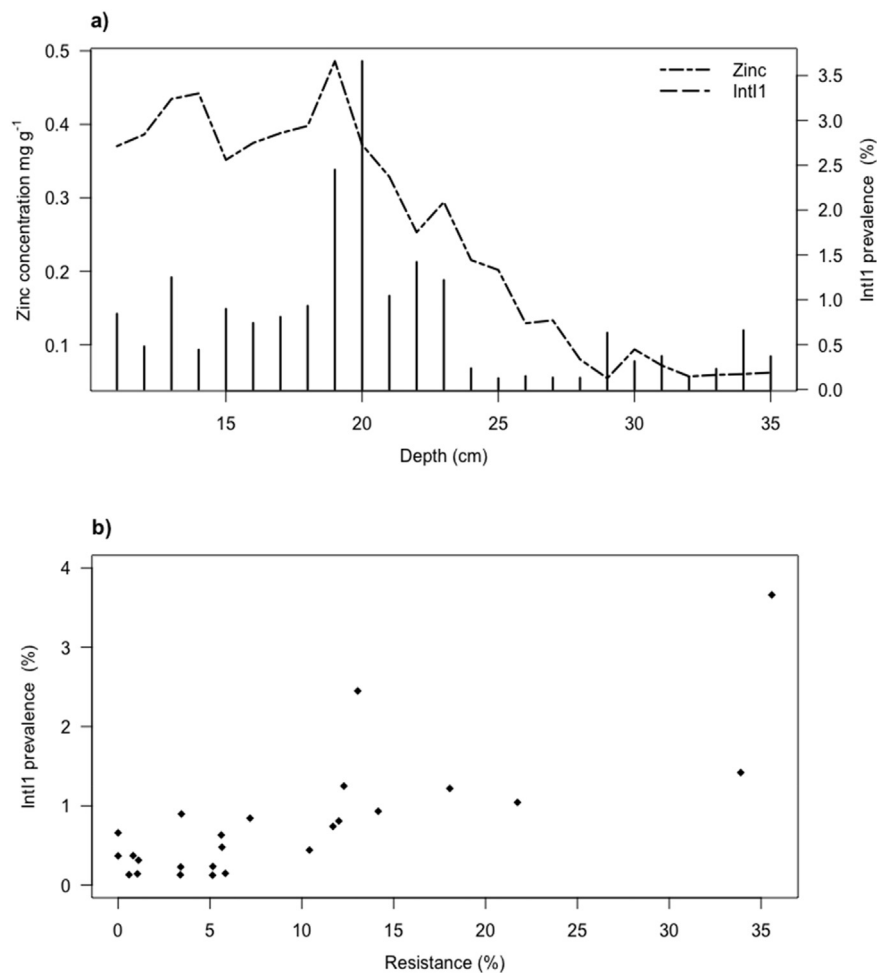 a)
Zinc concentration mg g-1
0.5
0.4
0.3
0.2
0.1
Zinc
IntI1
3.5
3.0
2.5
2.0
1.5
1.0
0.5
0.0
IntI1 prevalence (%)
15 20 25 30 35
Depth (cm)
b)
IntI1 prevalence (%)
4
3
2
1
0
0 5 10 15 20 25 30 35
Resistance (%)